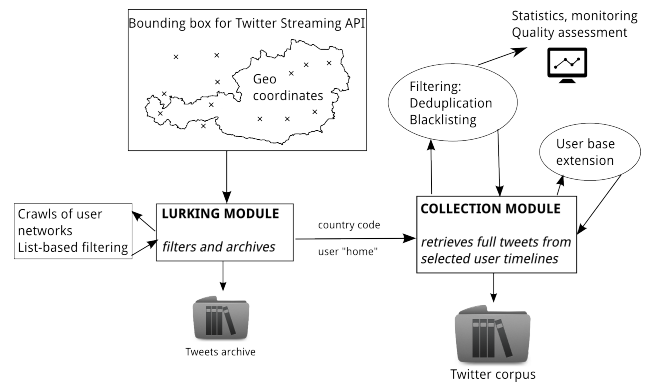 Bounding box for Twitter Streaming API
Geo
coordinates
Statistics, monitoring
Quality assessment
Filtering:
Deduplication
Blacklisting
User base
extension
Crawls of user
networks
List-based filtering
LURKING MODULE
filters and archives
country code
user "home"
COLLECTION MODULE
retrieves full tweets from
selected user timelines
Tweets archive
Twitter corpus